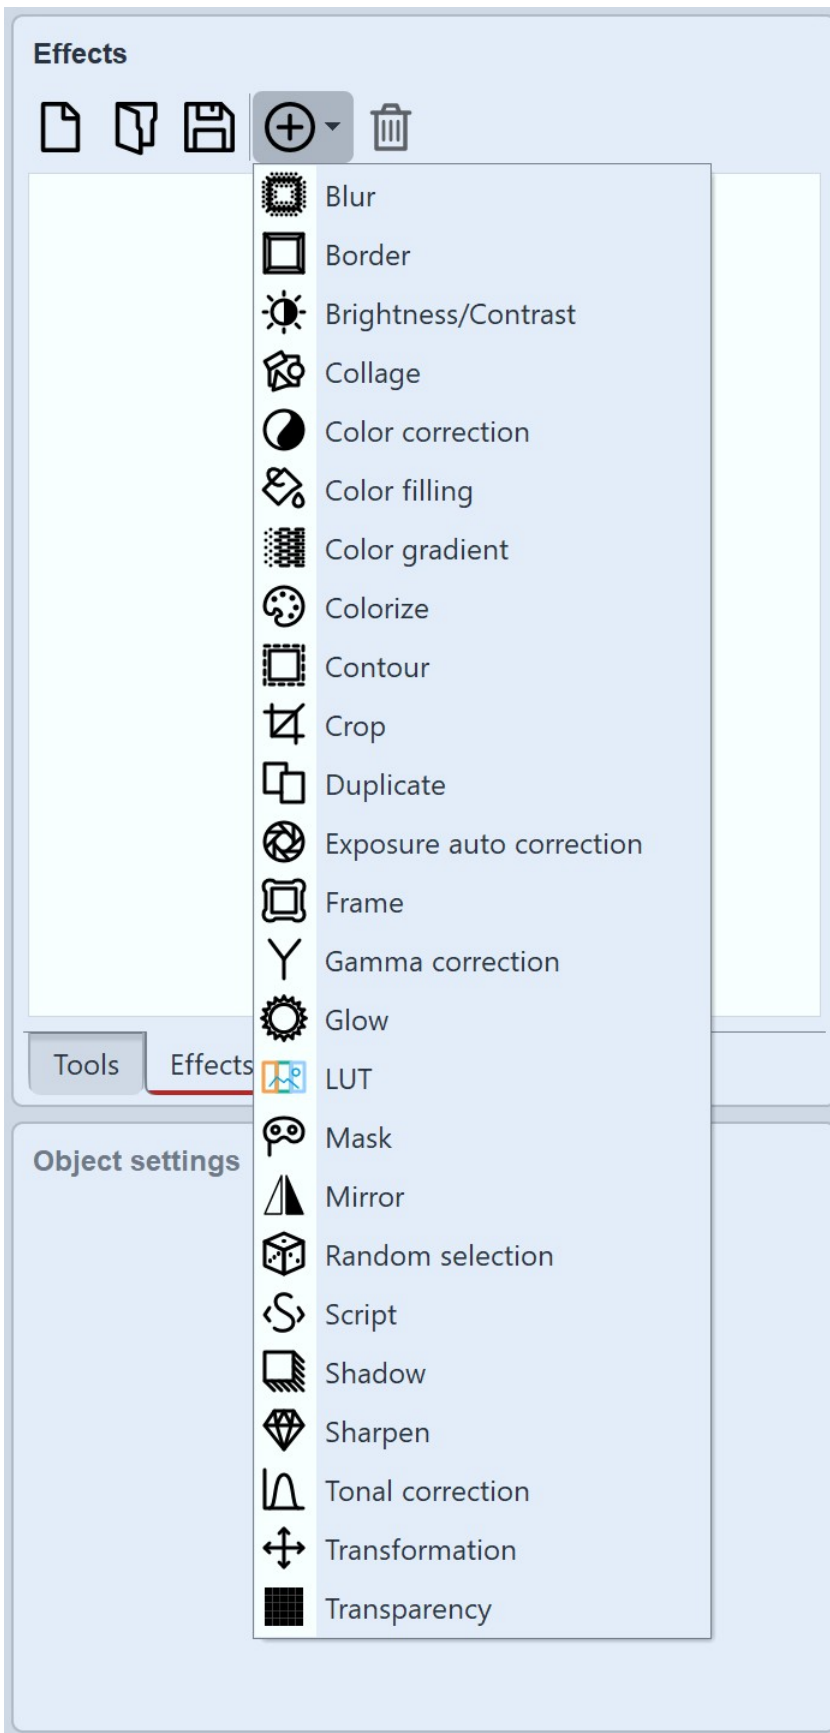 Effects
Blur
Border
Brightness/Contrast
Collage
Color correction
Color filling
Color gradient
Colorize
Contour
Crop
Duplicate
Exposure auto correction
Frame
Gamma correction
Glow
Tools Effects LUT
Mask
Object settings
Mirror
Random selection
Script
Shadow
Sharpen
Tonal correction
Transformation
Transparency